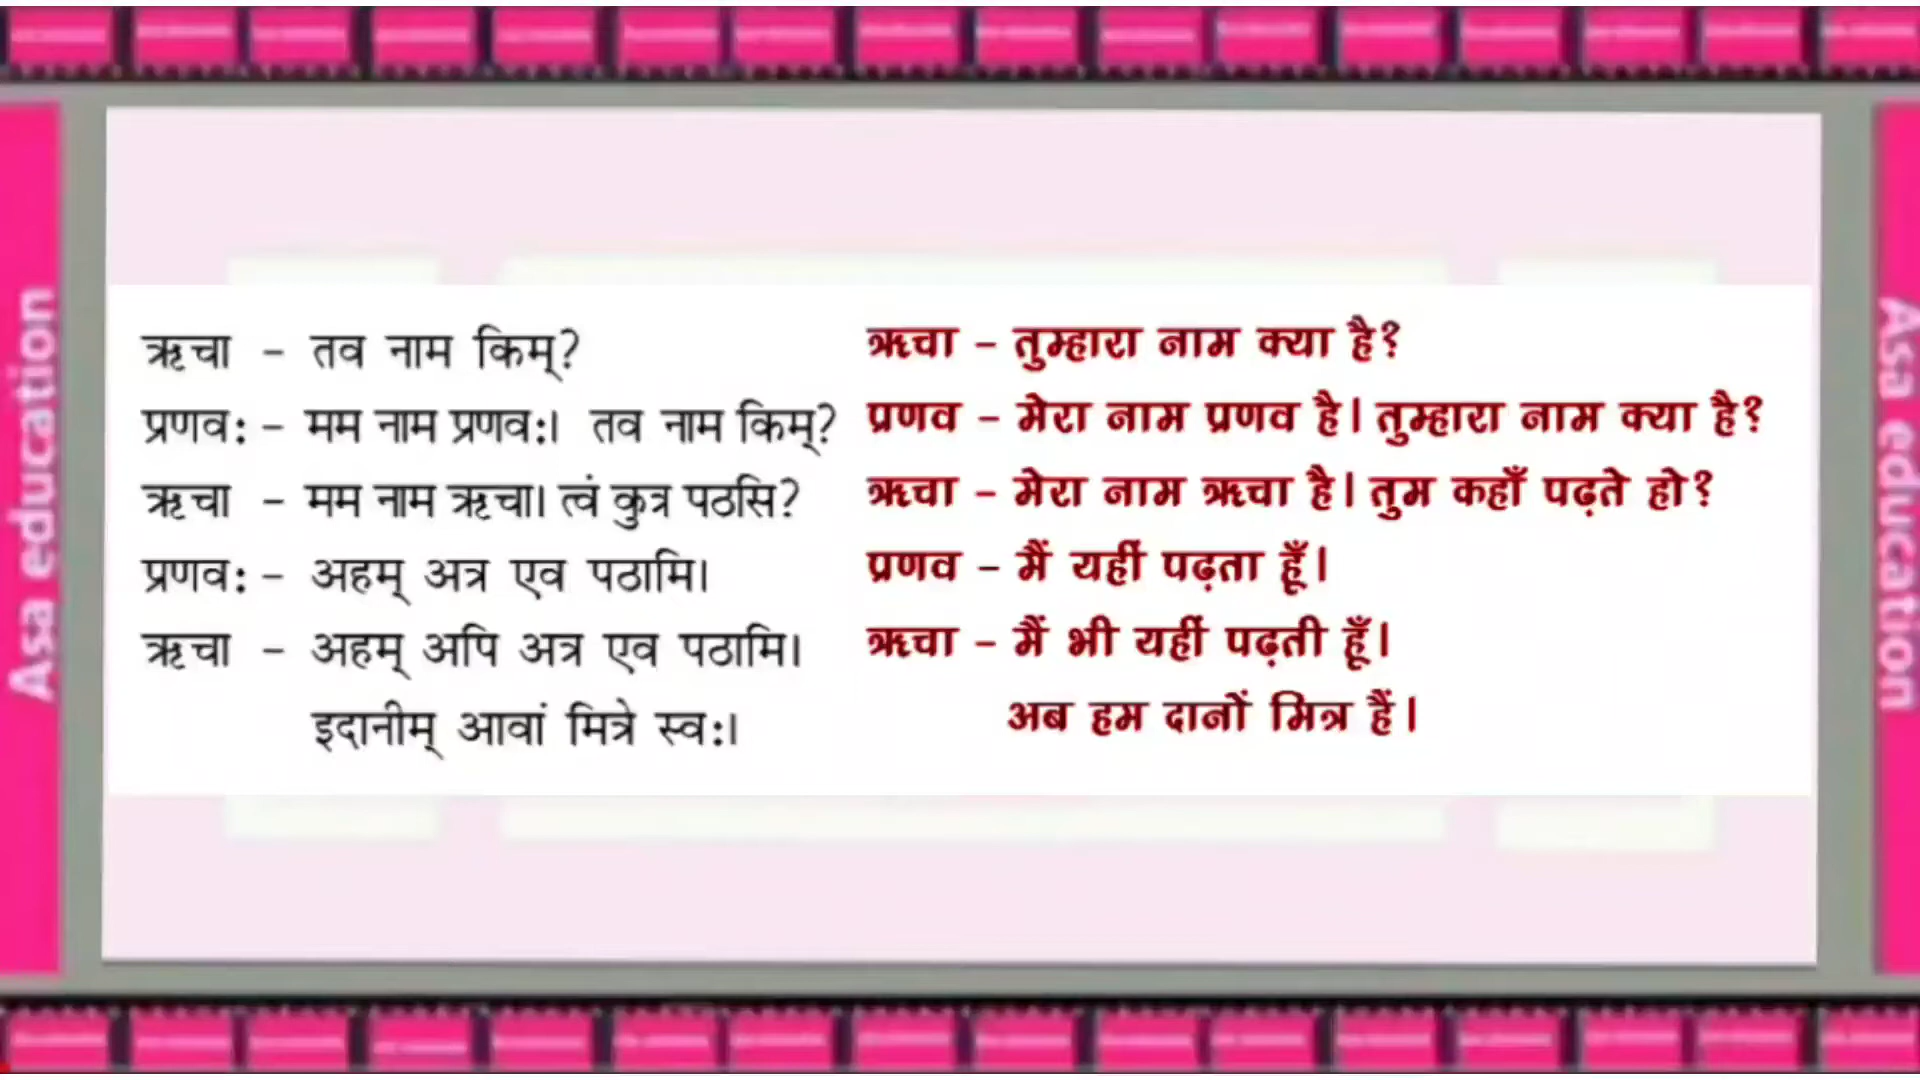 ऋचा - तव नाम किम्?
प्रणव: - मम नाम प्रणव:। तव नाम किम्?
ऋचा - मम नाम ऋचा। त्वं कुत्र पठसि?
प्रणव: - अहम् अत्र एव पठामि।
ऋचा - अहम् अपि अत्र एव पठामि।
इदानीम् आवां मित्रे स्व:।
ऋचा - तुम्हारा नाम क्या है?
प्रणव - मेरा नाम प्रणव है। तुम्हारा नाम क्या है?
ऋचा - मेरा नाम ऋचा है। तुम कहाँ पढ़ते हो?
प्रणव - मैं यहीं पढ़ता हूँ।
ऋचा - मैं भी यहीं पढ़ती हूँ।
अब हम दानों मित्र हैं।
Asa education
Asa education